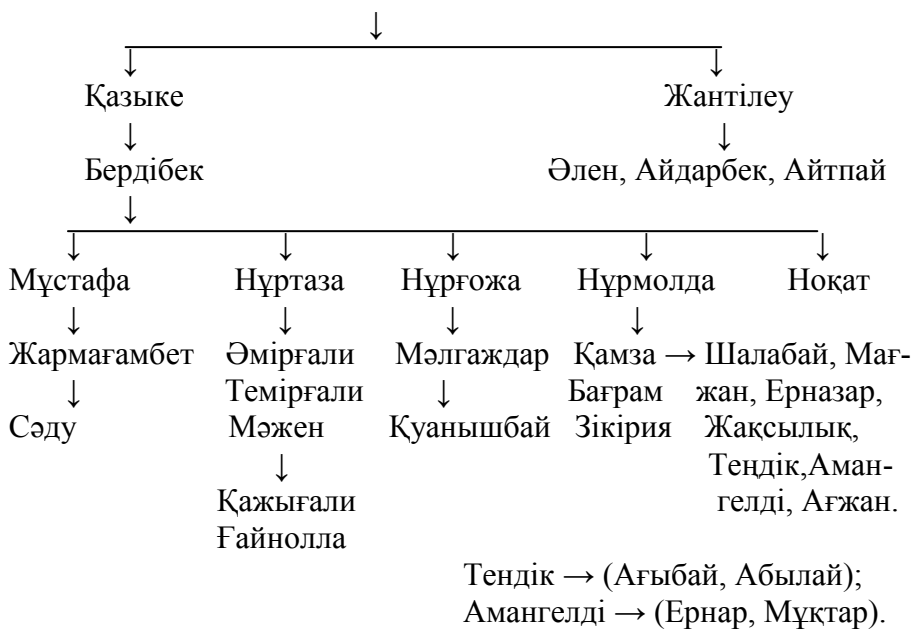 ↓
↓ ↓
Қазыке Жантілеу
↓ ↓
Бердібек Әлен, Айдарбек, Айтпай
↓
↓ ↓ ↓ ↓ ↓
Мұстафа Нұртаза Нұрғожа Нұрмолда Ноқат
↓ ↓ ↓ ↓
Жармағамбет Әмірғали Мәлгаждар Қамза → Шалабай, Мағ-
↓ Темірғали ↓ Бағрам жан, Ерназар,
Сәду Мәжен Қуанышбай Зікірия Жақсылық,
↓ Теңдік,Аман-
Қажығали гелді, Ағжан.
Ғайнолла
Тендік → (Ағыбай, Абылай);
Амангелді → (Ернар, Мұқтар).